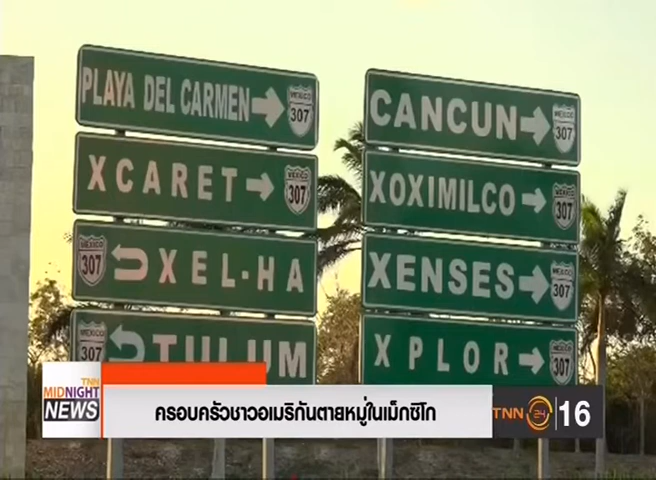 PLAYA DEL CARMEN MEXICO 307
XCARET MEXICO 307
MEXICO 307 XEL-HA
MEXICO 307 TULUM
CANCUN MEXICO 307
XOXIMILCO MEXICO 307
XENSES MEXICO 307
XPLOR MEXICO 307
TNN
MIDNIGHT
NEWS
ครอบครัวชาวอเมริกันตายหมู่ในเม็กซิโก
TNN 24 16